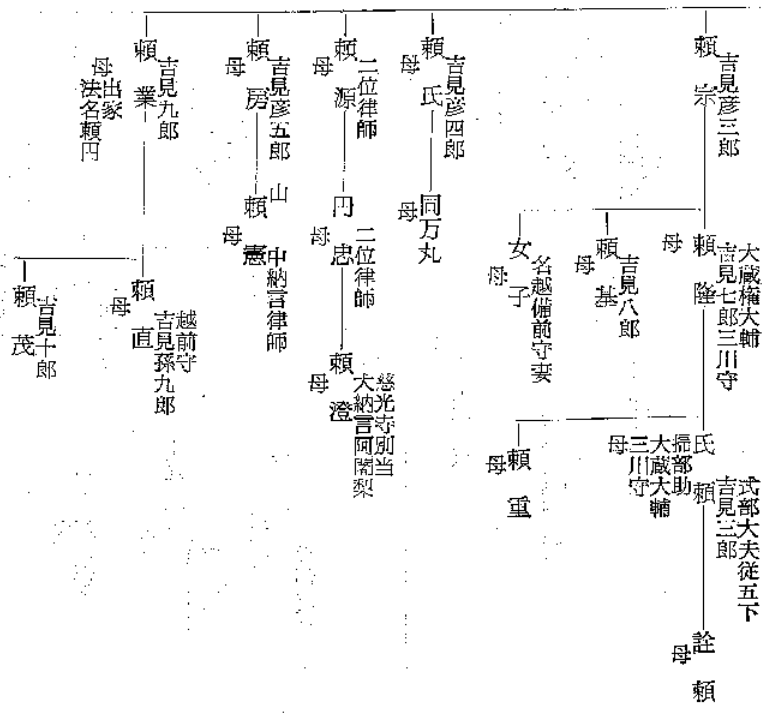 頼宗
吉見彦三郎
頼隆
大蔵権大輔
吉見七郎三川守
母
氏頼
式部大夫従五下
吉見三郎
掃部助
大蔵大輔
三川守
母
詮頼
母
頼重
母
頼基
吉見八郎
母
女子
名越備前守妻
母
頼氏
吉見彦四郎
母
同万丸
母
頼源
二位律師
母
円忠
二位律師
母
頼澄
慈光寺別当
大納言阿闍梨
母
頼房
吉見彦五郎
母
山
頼憲
中納言律師
母
頼業
吉見九郎
母
出家
法名頼円
頼直
越前守
吉見孫九郎
母
頼茂
吉見十郎